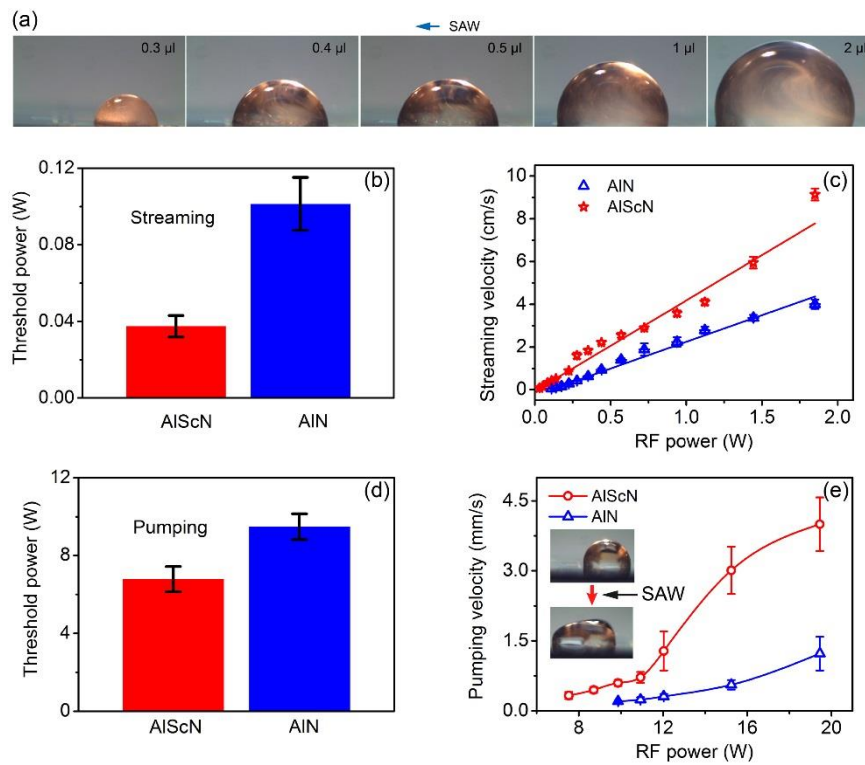 (a)
SAW
0.3 µl
0.4 µl
0.5 µl
1 µl
2 µl
(b)
Threshold power (W)
0.12
0.08
0.04
0.00
Streaming
AlScN
AlN
(c)
Streaming velocity (cm/s)
10
8
6
4
2
0
AlN
AlScN
0.0
0.5
1.0
1.5
2.0
RF power (W)
(d)
Threshold power (W)
12
8
4
0
Pumping
AlScN
AlN
(e)
Pumping velocity (mm/s)
4.5
3.0
1.5
0.0
AlScN
AlN
SAW
8
12
16
20
RF power (W)